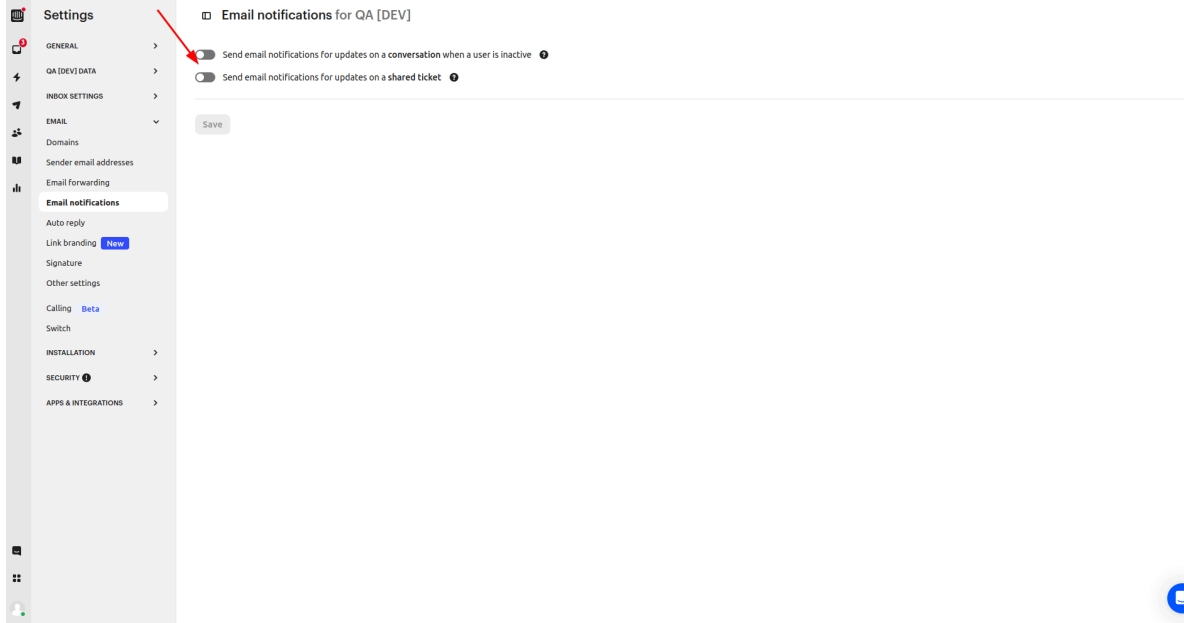 Settings
Email notifications for QA [DEV]
3
GENERAL
QA [DEV] DATA
INBOX SETTINGS
EMAIL
Domains
Sender email addresses
Email forwarding
Email notifications
Auto reply
Link branding New
Signature
Other settings
Calling Beta
Switch
INSTALLATION
SECURITY !
APPS & INTEGRATIONS
Send email notifications for updates on a conversation when a user is inactive ?
Send email notifications for updates on a shared ticket ?
Save